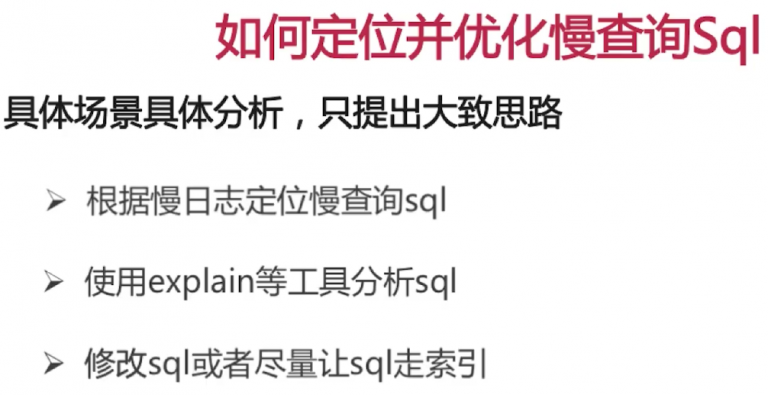 如何定位并优化慢查询Sql
具体场景具体分析，只提出大致思路
➢ 根据慢日志定位慢查询sql
➢ 使用explain等工具分析sql
➢ 修改sql或者尽量让sql走索引